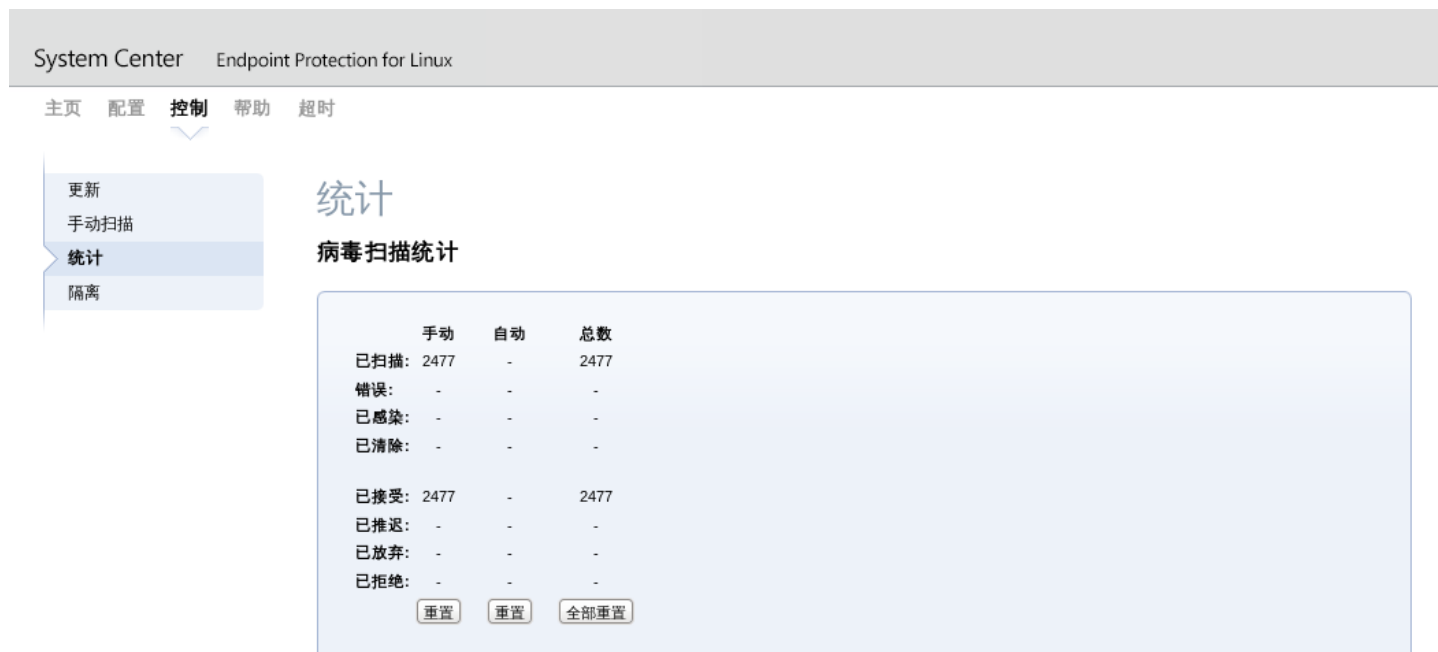 System Center Endpoint Protection for Linux
主页 配置 控制 帮助 超时
更新
手动扫描
统计
隔离
统计
病毒扫描统计
手动 自动 总数
已扫描: 2477 - 2477
错误: - - -
已感染: - - -
已清除: - - -
已接受: 2477 - 2477
已推迟: - - -
已放弃: - - -
已拒绝: - - -
重置 重置 全部重置